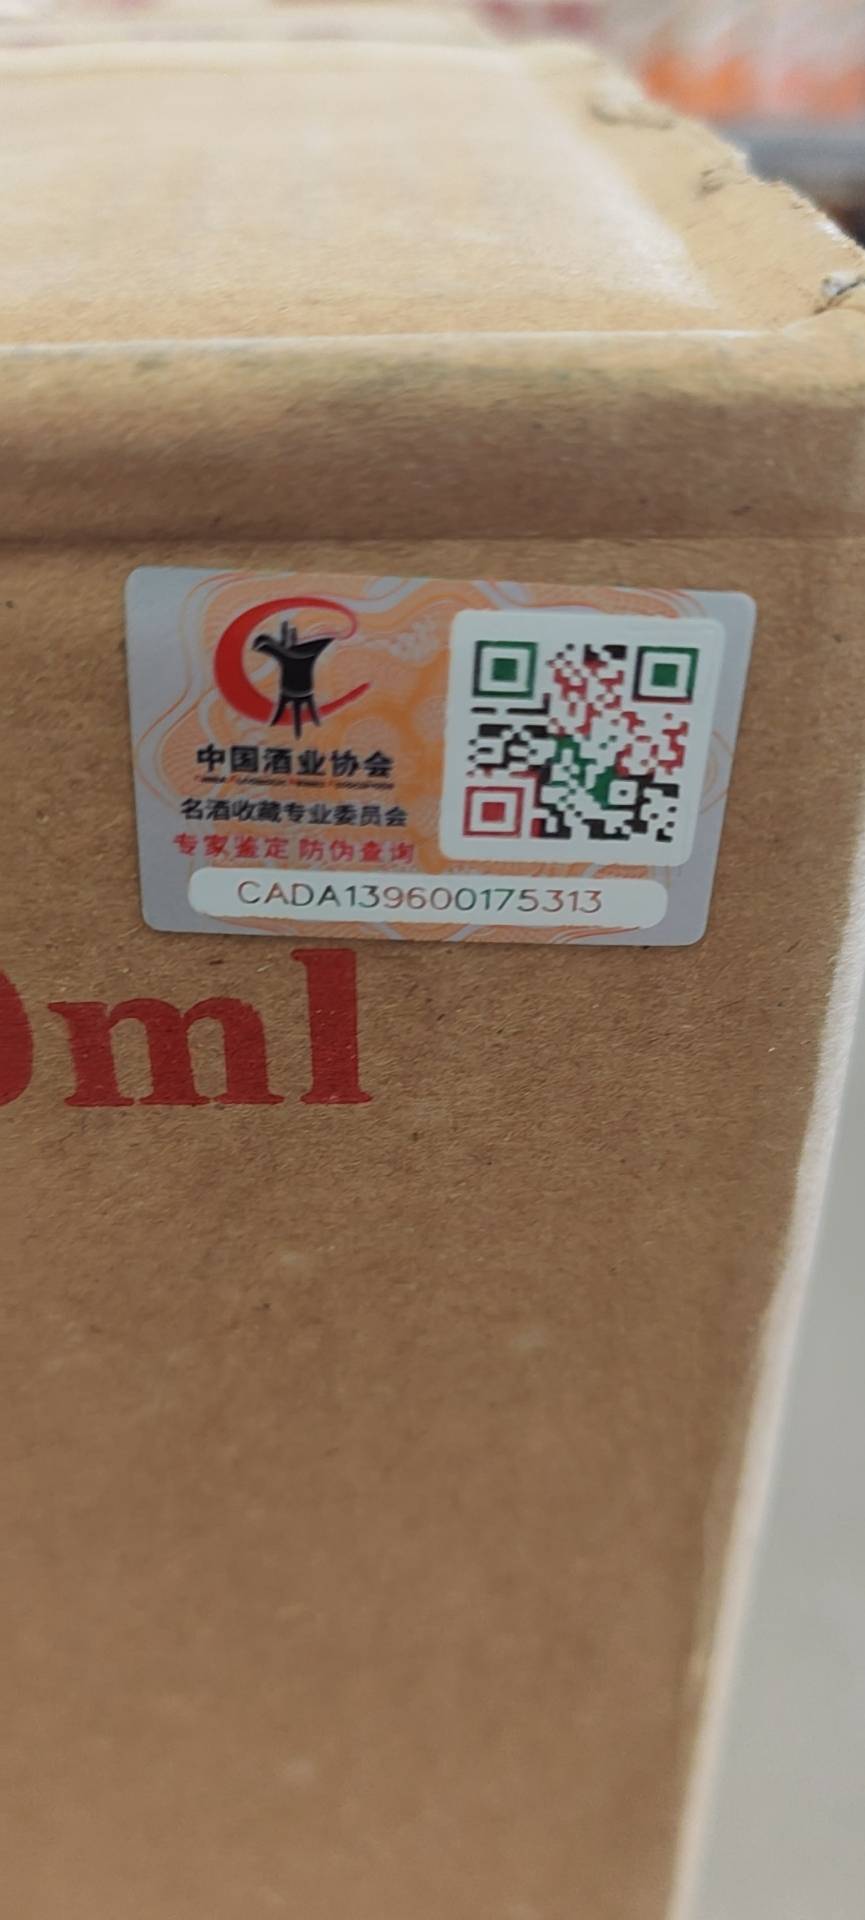 中国酒业协会
名酒收藏专业委员会
专家鉴定 防伪查询
CADA139600175313
ml